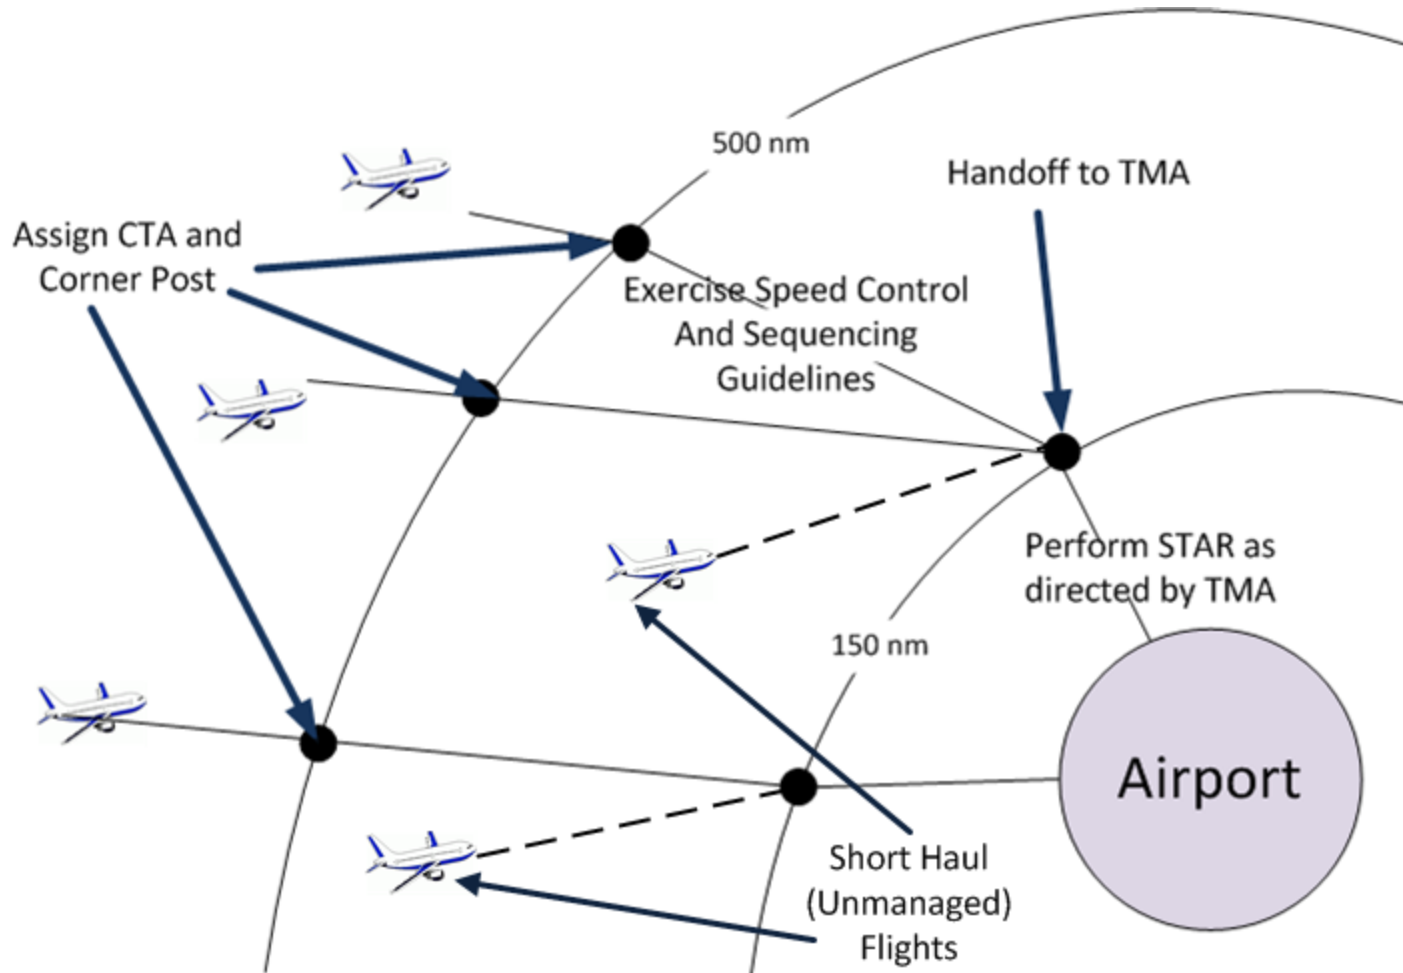 500 nm
Handoff to TMA
Assign CTA and
Corner Post
Exercise Speed Control
And Sequencing
Guidelines
Perform STAR as
directed by TMA
150 nm
Airport
Short Haul
(Unmanaged)
Flights